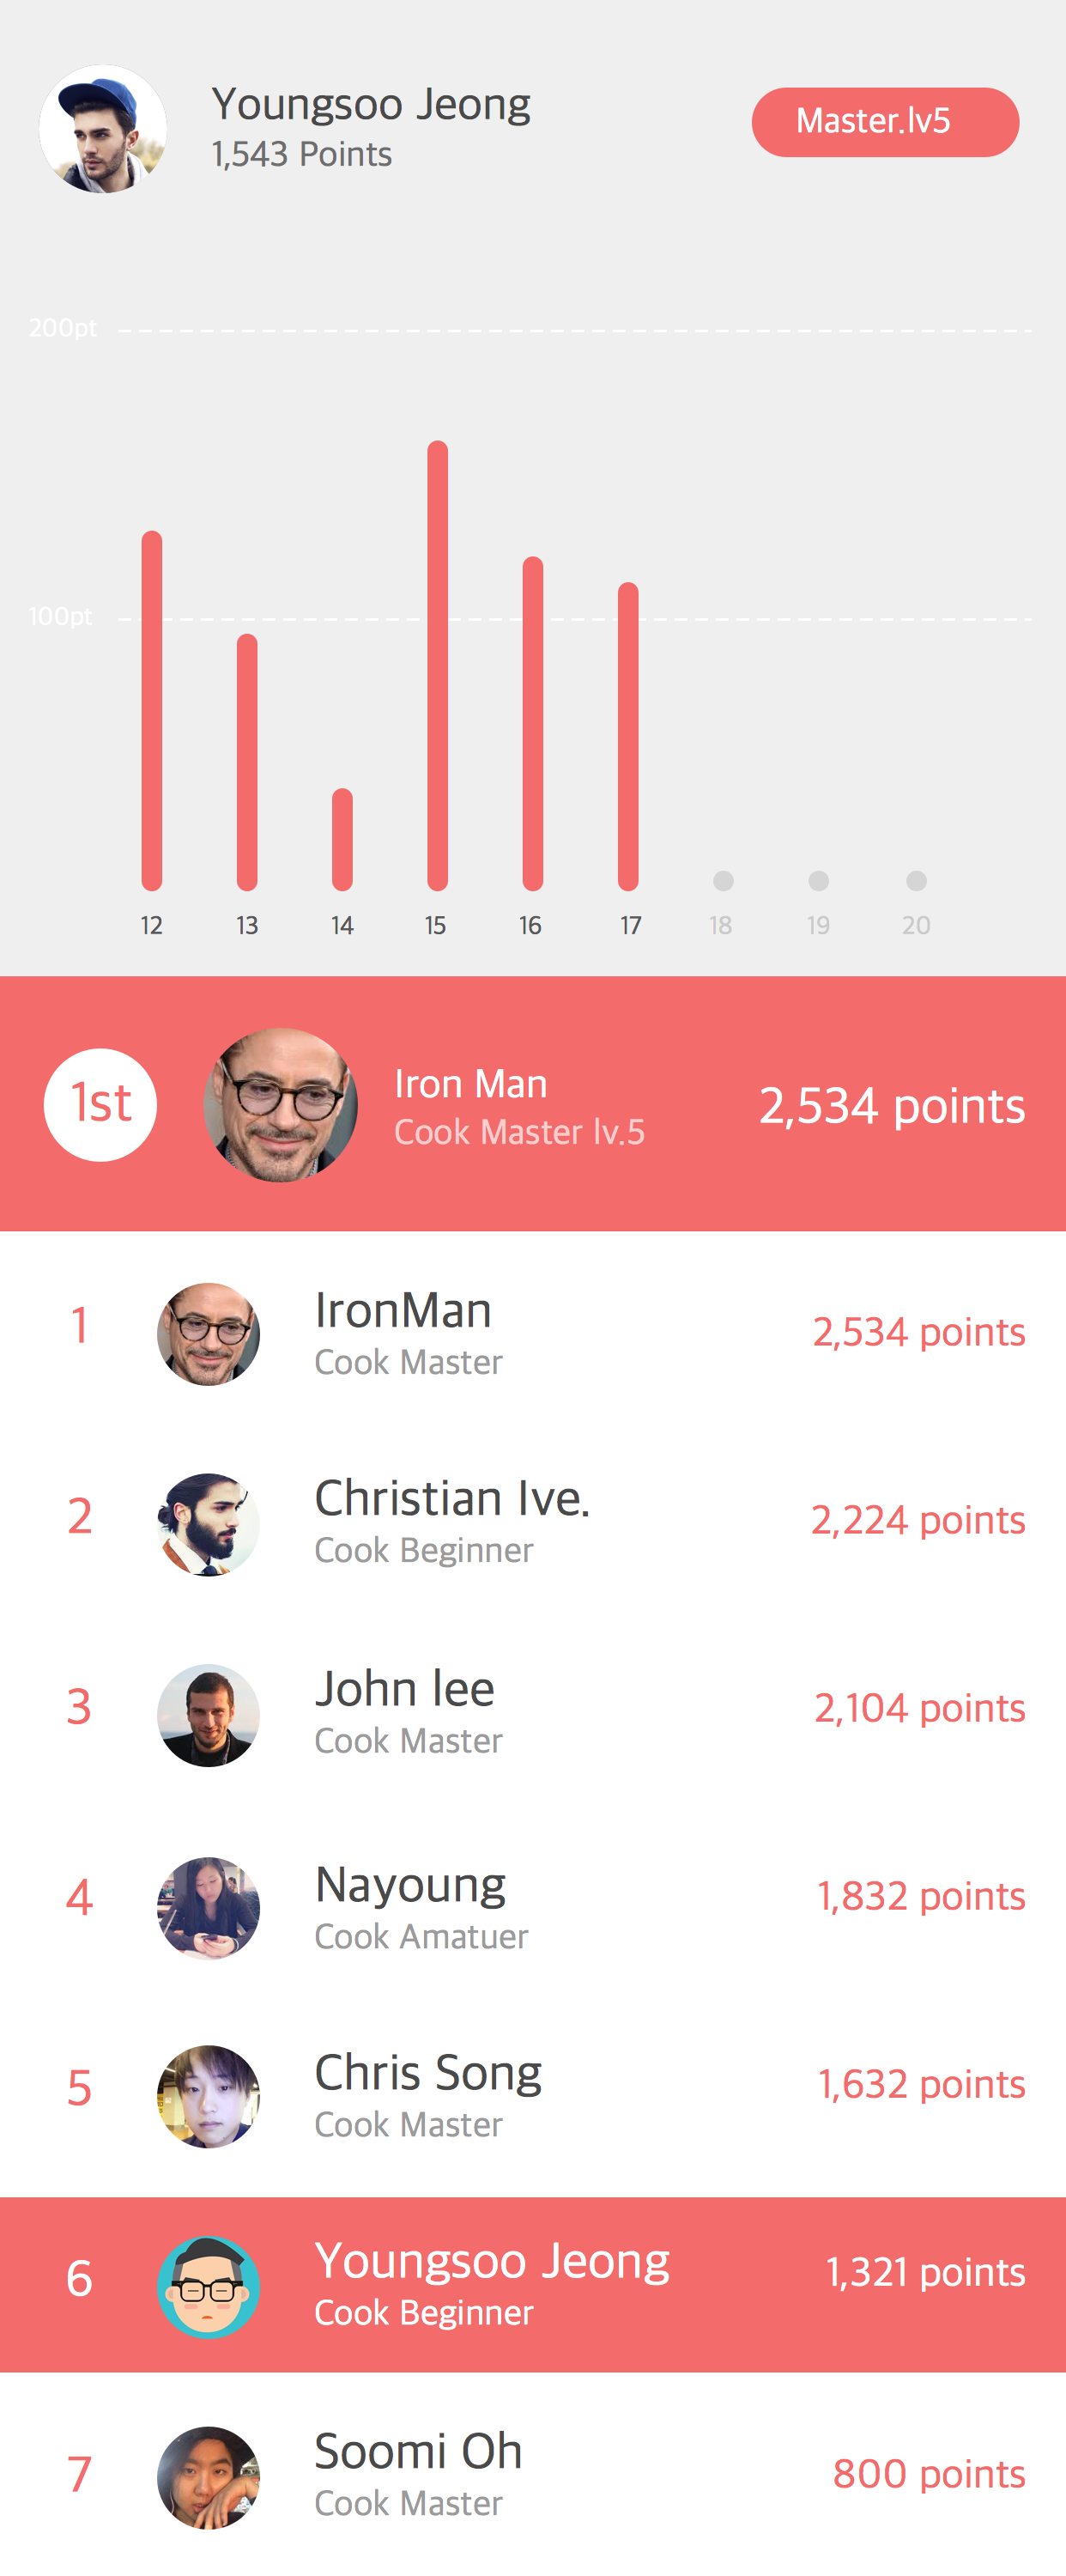 Youngsoo Jeong
1,543 Points
Master.lv5
200pt
100pt
12 13 14 15 16 17 18 19 20
1st
Iron Man
Cook Master lv.5
2,534 points
1
IronMan
Cook Master
2,534 points
2
Christian Ive.
Cook Beginner
2,224 points
3
John lee
Cook Master
2,104 points
4
Nayoung
Cook Amatuer
1,832 points
5
Chris Song
Cook Master
1,632 points
6
Youngsoo Jeong
Cook Beginner
1,321 points
7
Soomi Oh
Cook Master
800 points